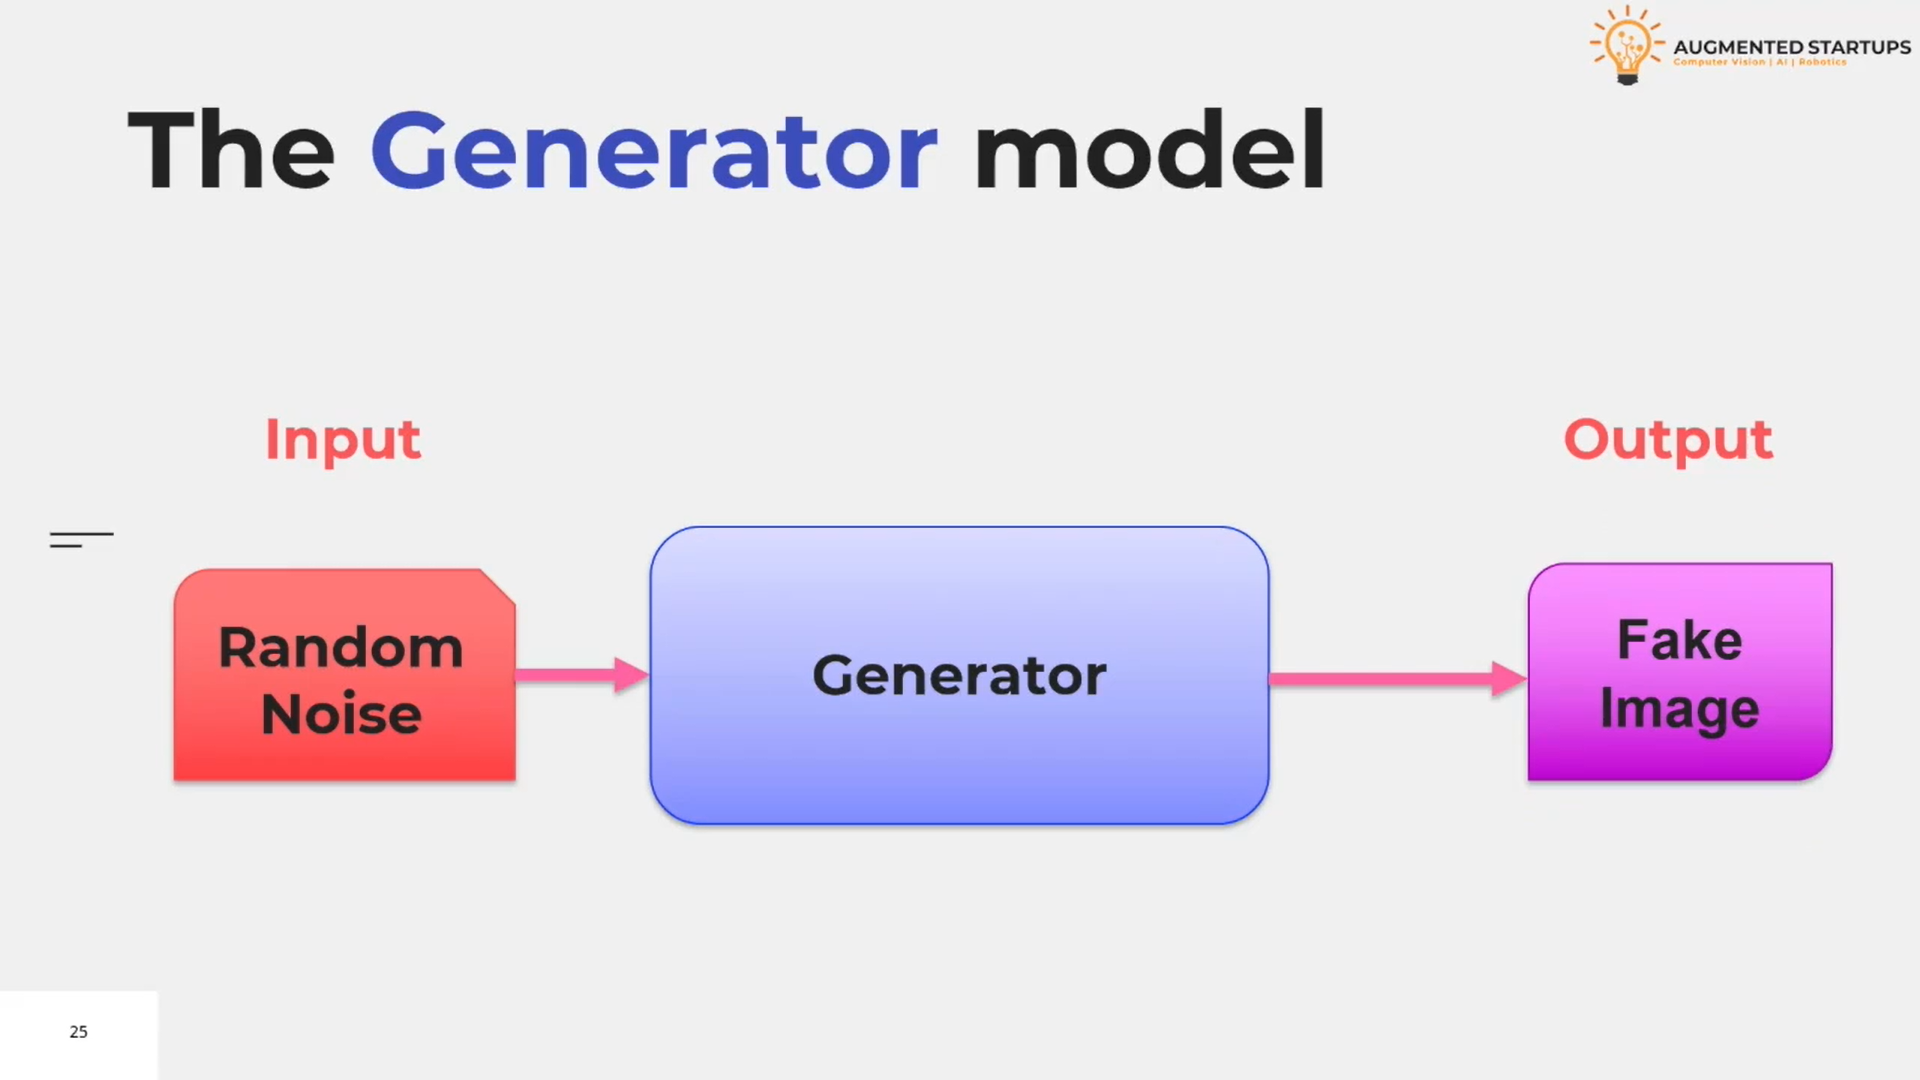 AUGMENTED STARTUPS
Computer Vision | AI | Robotics
The Generator model
Input
Output
Random
Noise
Generator
Fake
Image
25